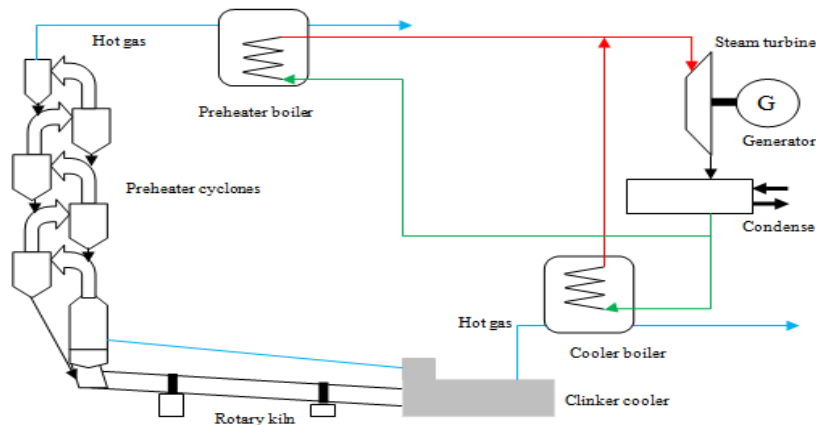 Hot gas
Steam turbine
Preheater boiler
G
Generator
Preheater cyclones
Condense
Hot gas
Cooler boiler
Clinker cooler
Rotary kiln